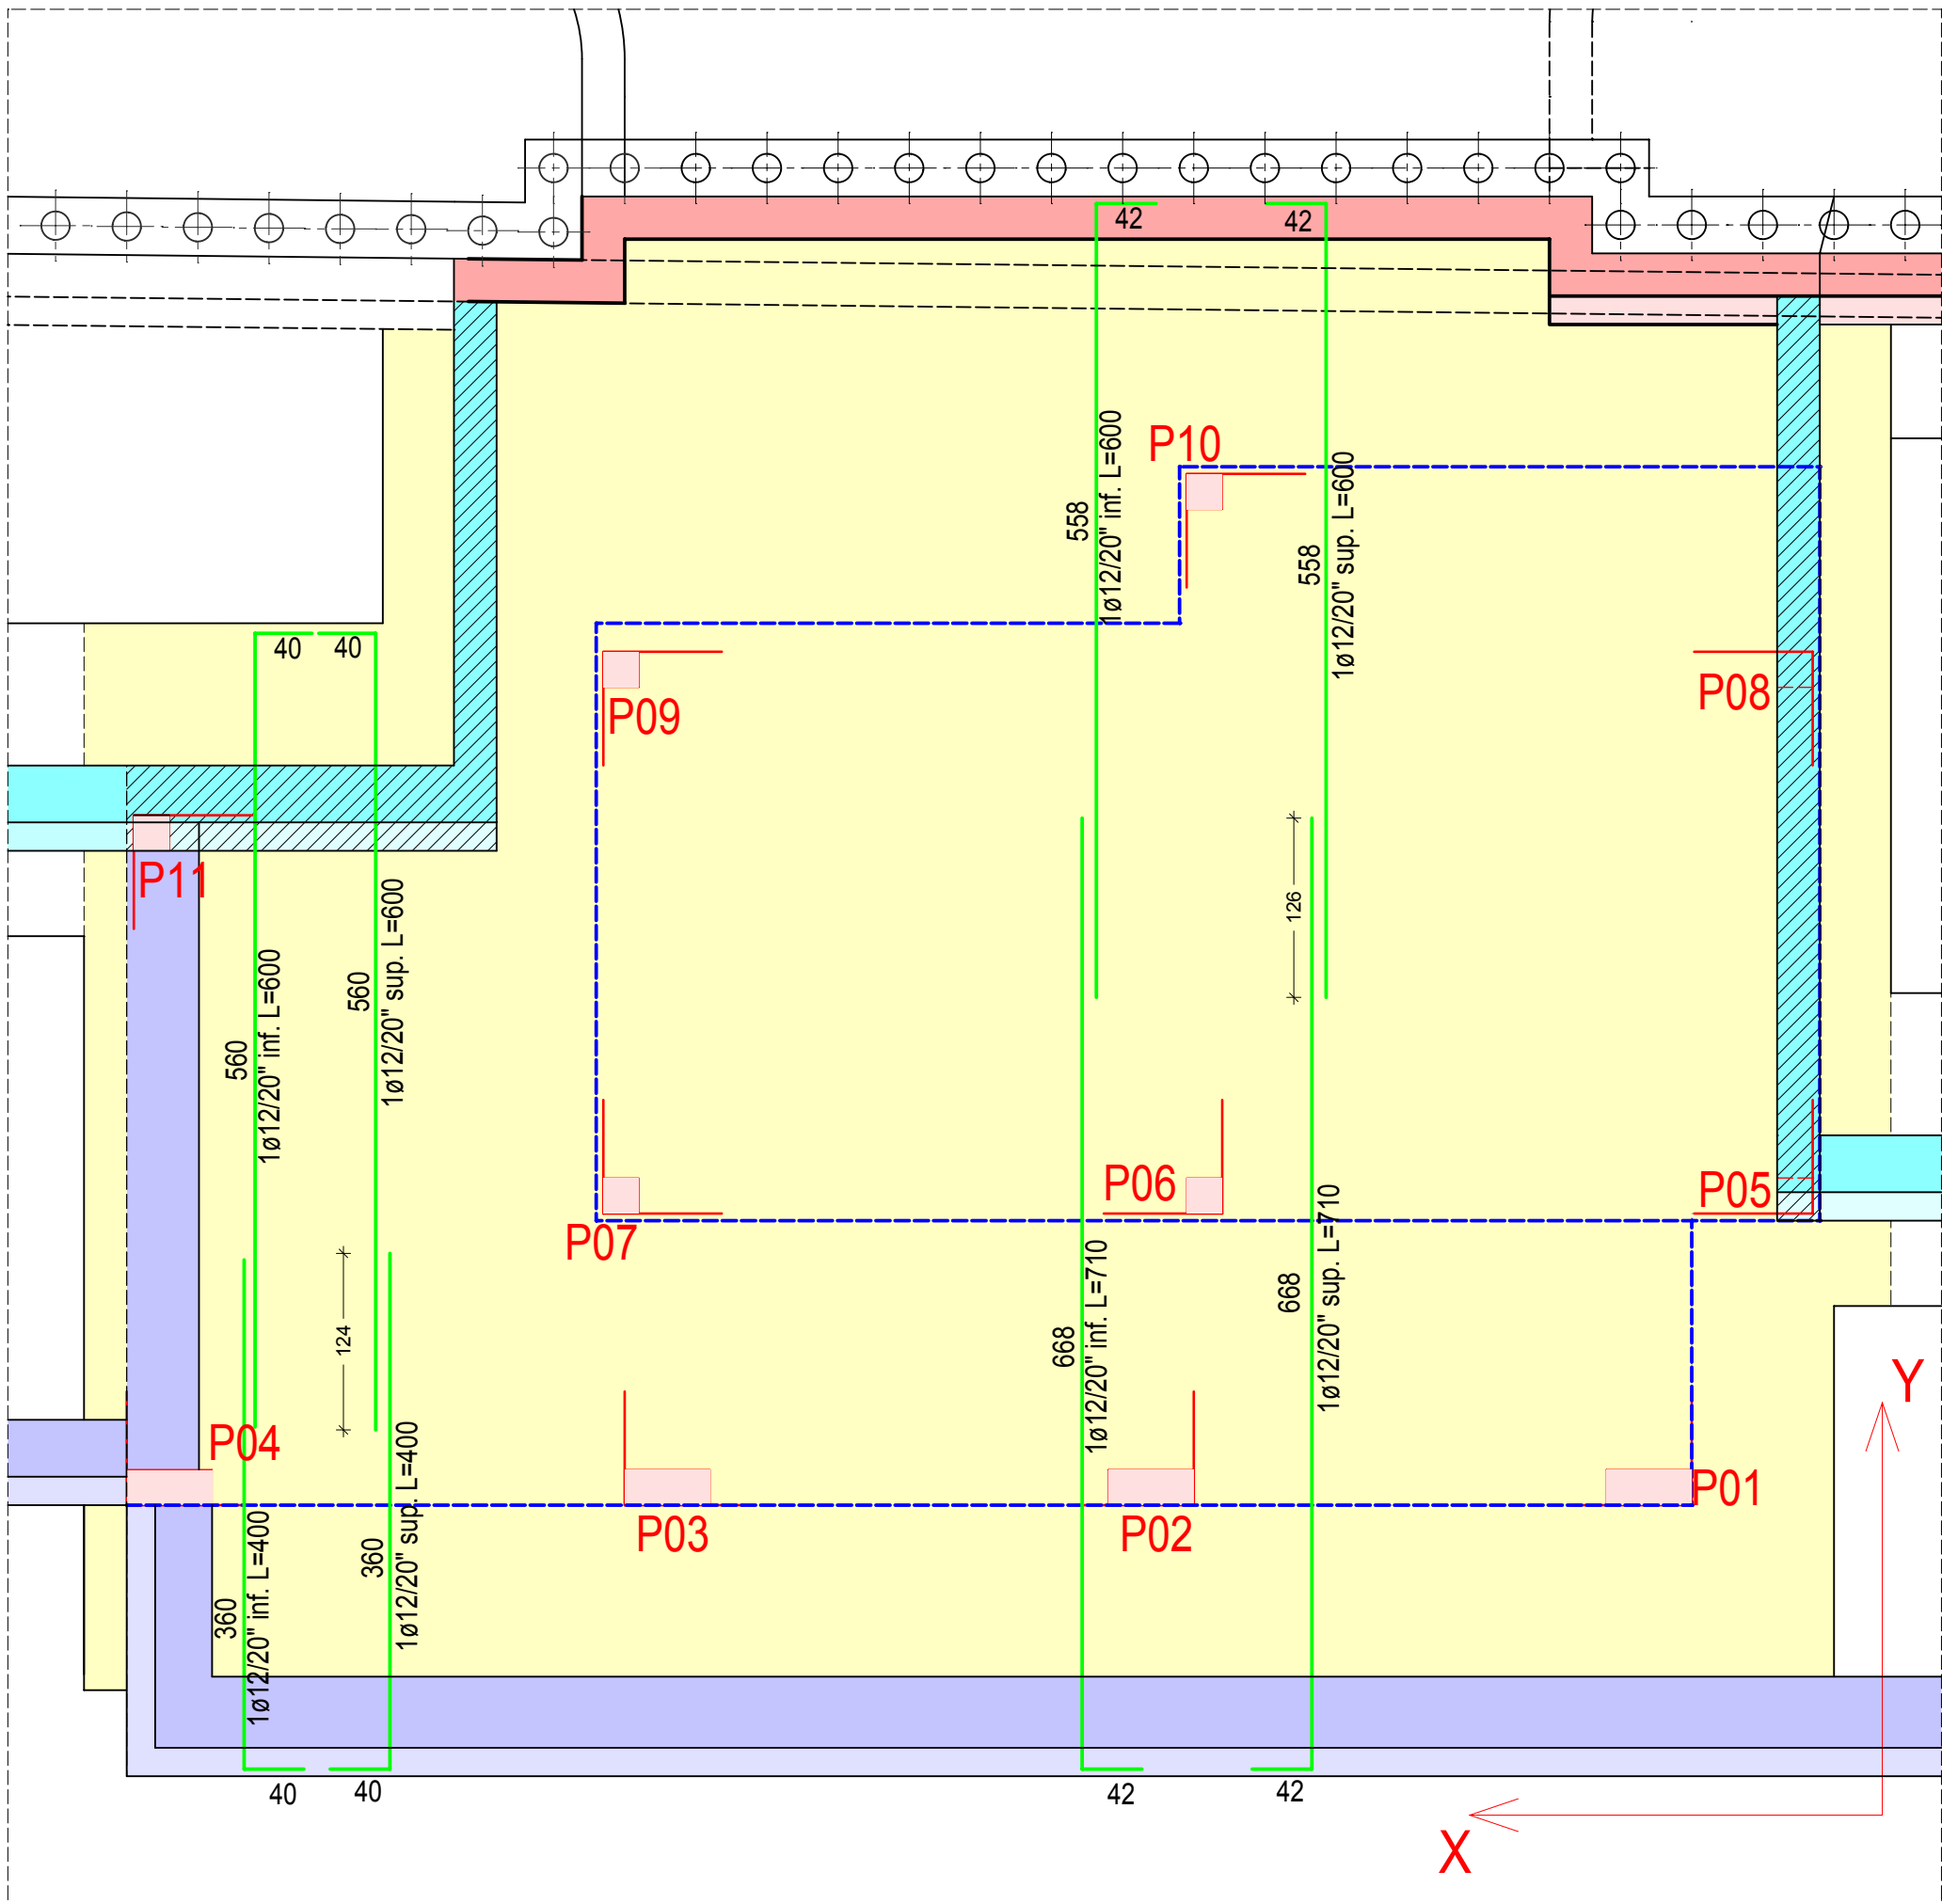 42
42
P10
558
1ø12/20" inf. L=600
558
1ø12/20" sup. L=600
40
40
P09
P08
P11
126
560
1ø12/20" inf. L=600
560
1ø12/20" sup. L=600
P06
P05
P07
124
668
1ø12/20" inf. L=710
668
1ø12/20" sup. L=710
Y
P04
P01
P03
P02
360
1ø12/20" inf. L=400
360
1ø12/20" sup. L=400
40
40
42
42
X